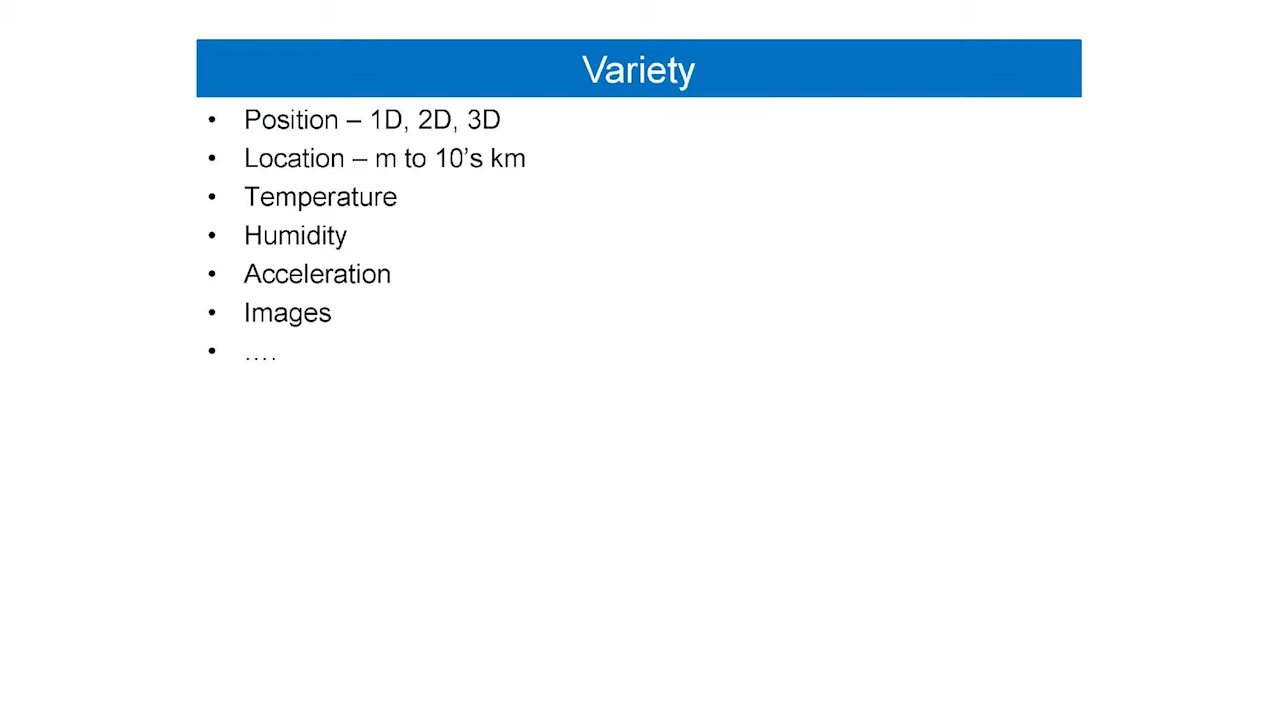 Variety
• Position – 1D, 2D, 3D
• Location – m to 10’s km
• Temperature
• Humidity
• Acceleration
• Images
• ….